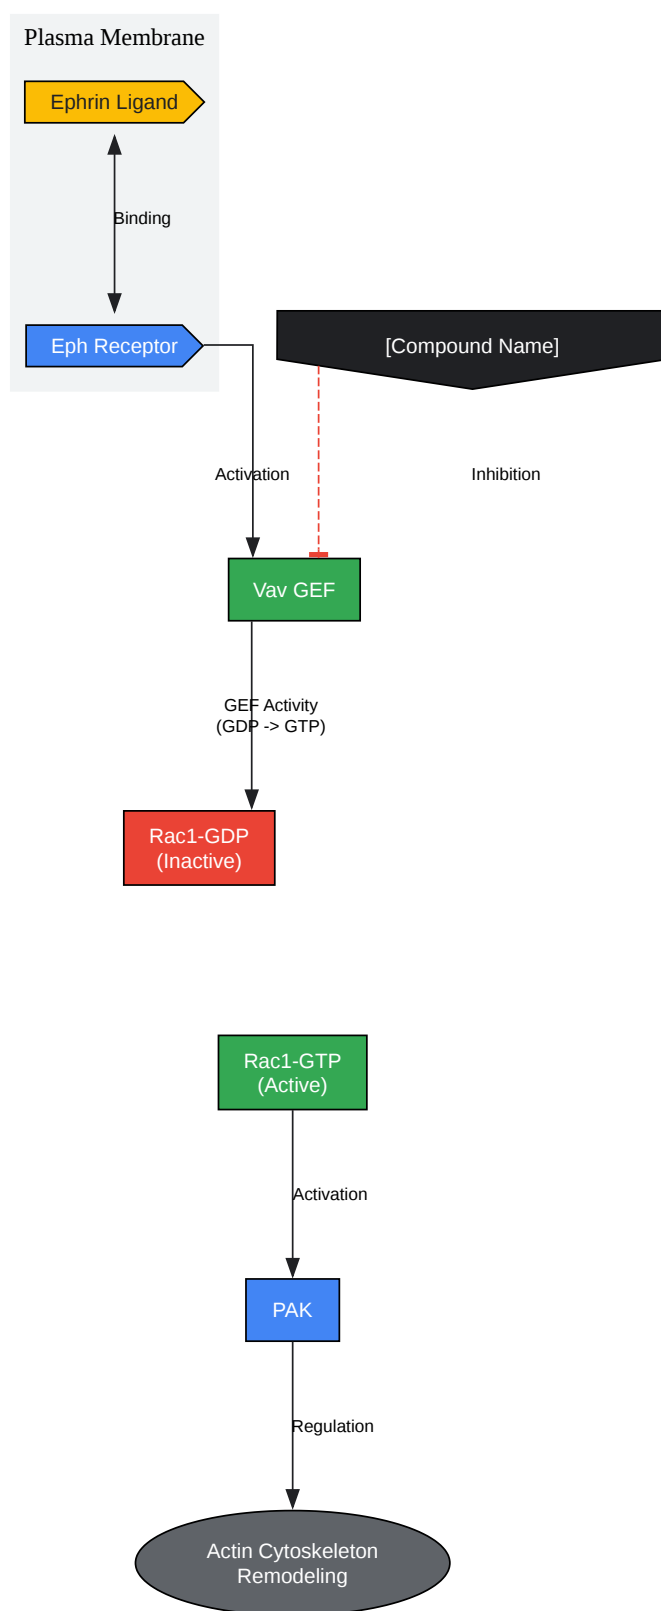 Plasma Membrane
Ephrin Ligand
Binding
Eph Receptor
[Compound Name]
Activation
Inhibition
Vav GEF
GEF Activity
(GDP -> GTP)
Rac1-GDP
(Inactive)
Rac1-GTP
(Active)
Activation
PAK
Regulation
Actin Cytoskeleton
Remodeling